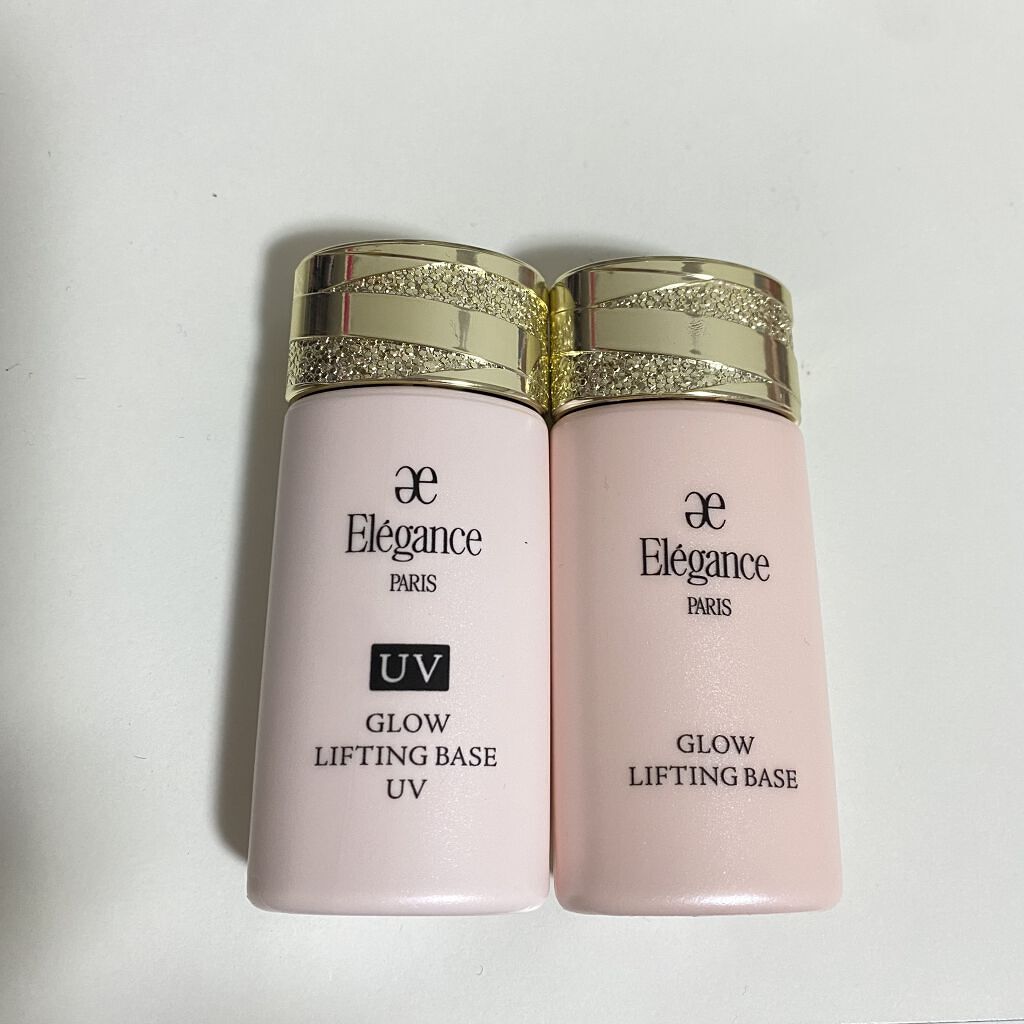 æ
Elégance
PARIS
UV
GLOW
LIFTING BASE
UV
æ
Elégance
PARIS
GLOW
LIFTING BASE